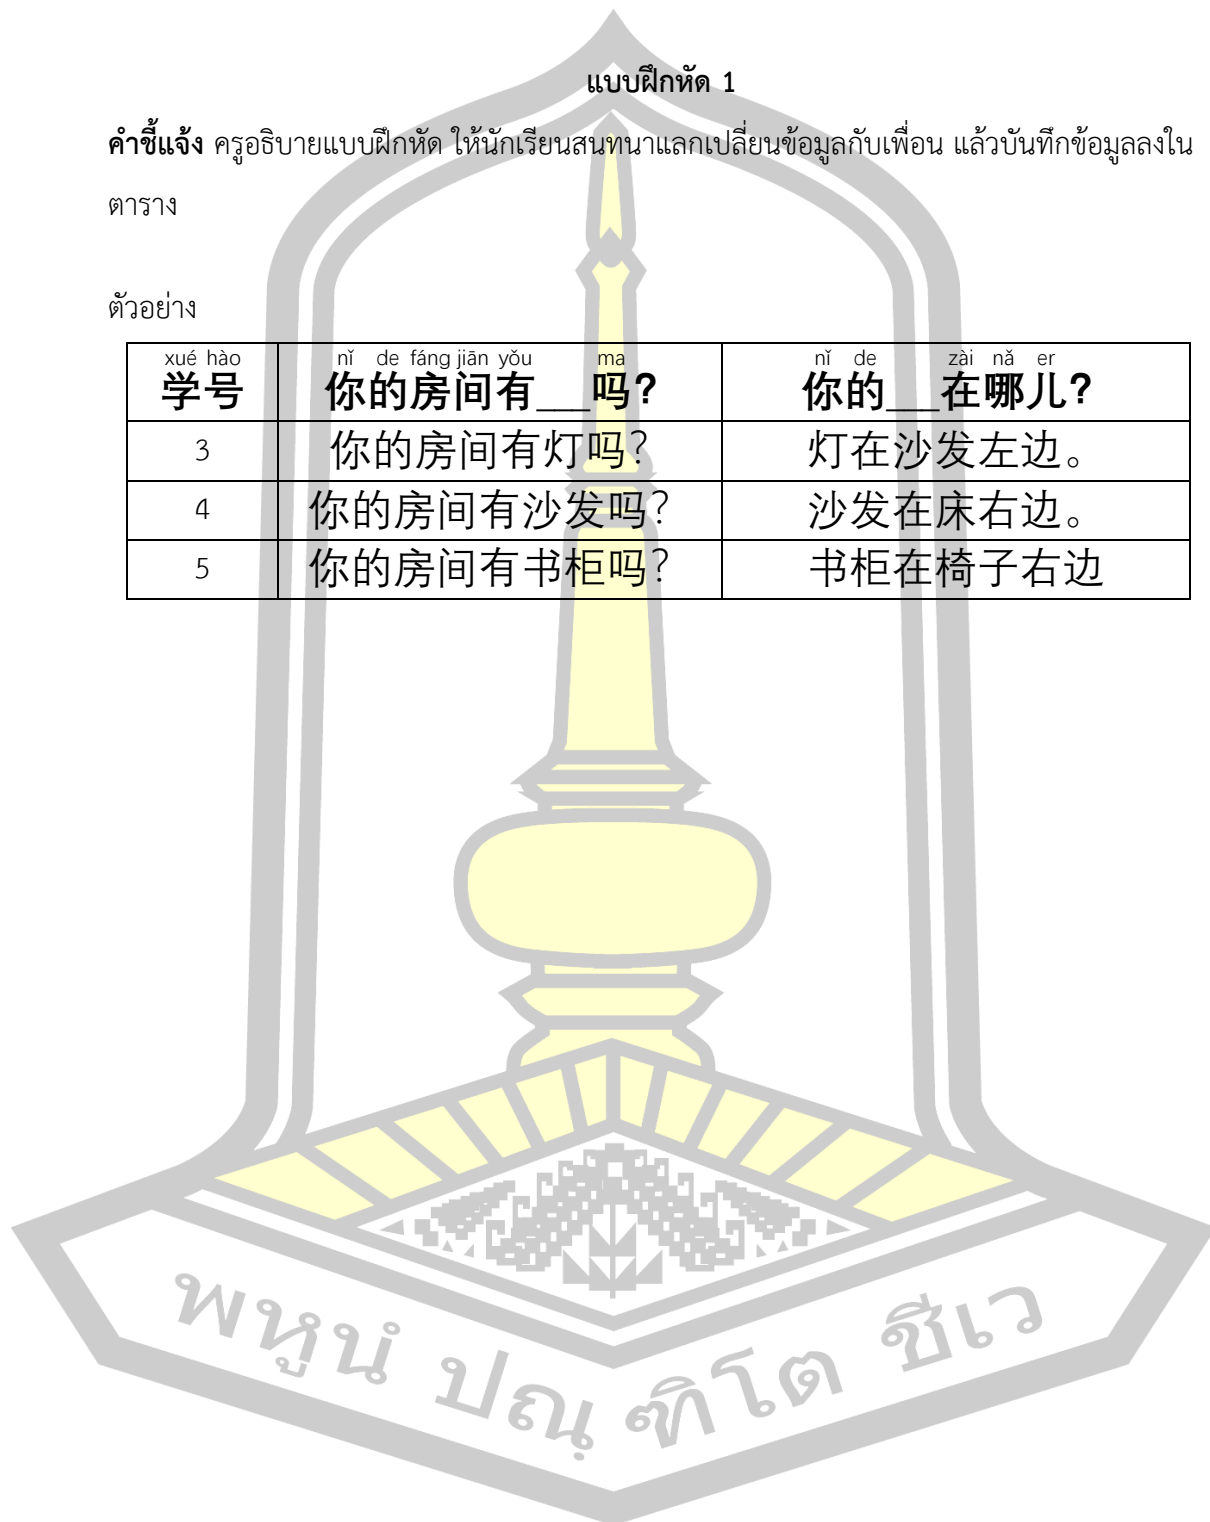 แบบฝึกหัด 1
คำชี้แจ้ง ครูอธิบายแบบฝึกหัด ให้นักเรียนสนทนาแลกเปลี่ยนข้อมูลกับเพื่อน แล้วบันทึกข้อมูลลงใน
ตาราง
ตัวอย่าง
xué hào nǐ de fáng jiān yǒu ma nǐ de zài nǎ er
学号 你的房间有___吗? 你的___在哪儿?
3 你的房间有灯吗? 灯在沙发左边。
4 你的房间有沙发吗? 沙发在床右边。
5 你的房间有书柜吗? 书柜在椅子右边
พหูนํ ปณฺฑิโต ชีเว